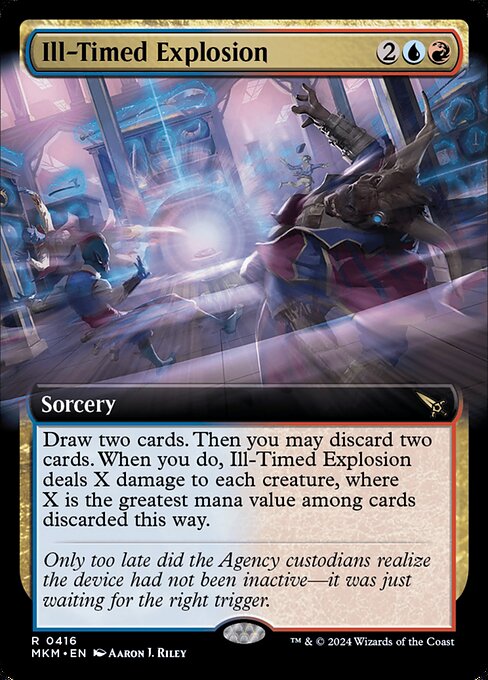 Ill-Timed Explosion 2
Sorcery
Draw two cards. Then you may discard two
cards. When you do, Ill-Timed Explosion
deals X damage to each creature, where
X is the greatest mana value among cards
discarded this way.
Only too late did the Agency custodians realize
the device had not been inactive—it was just
waiting for the right trigger.
R 0416
MKM • EN Aaron J. Riley
™ & © 2024 Wizards of the Coast